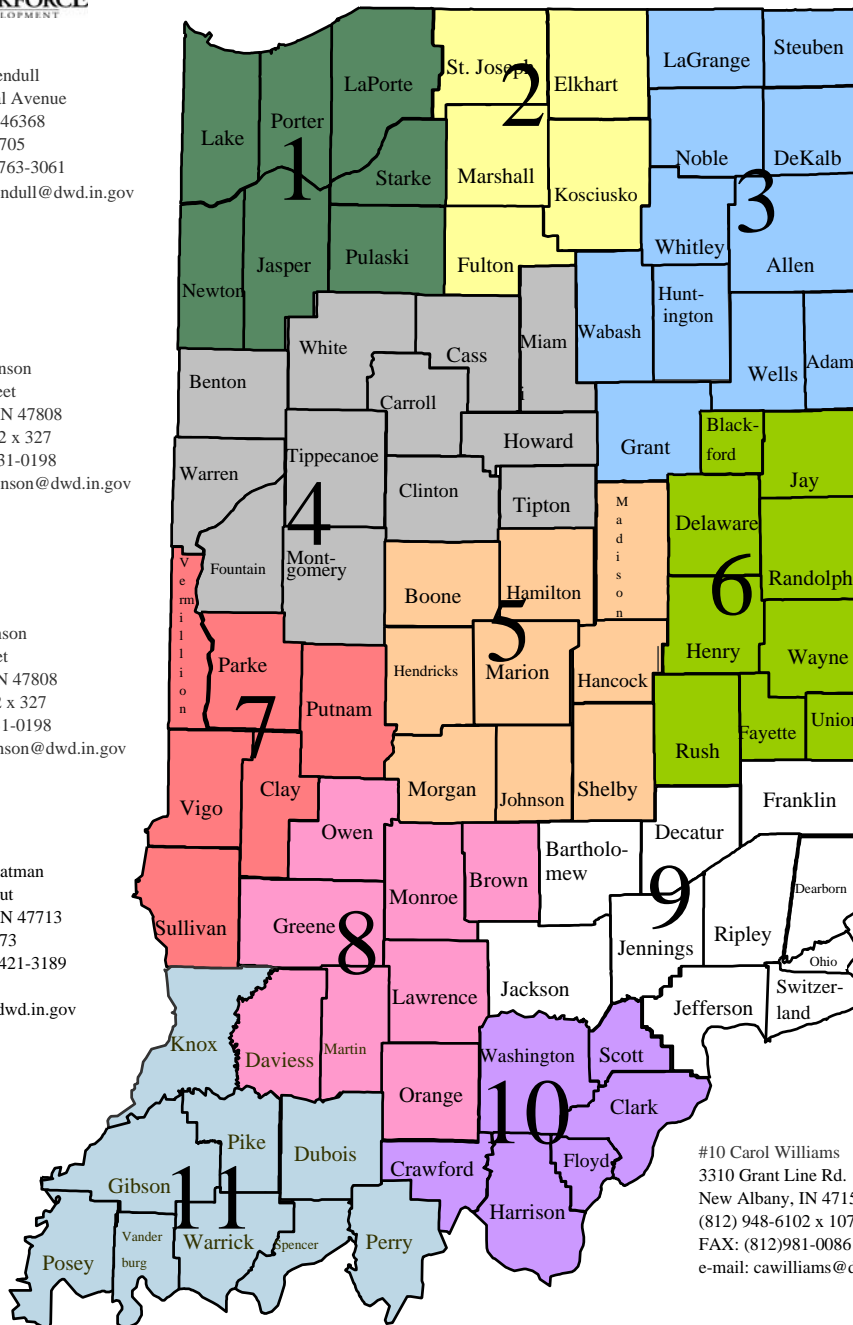 ELOPMENT
endull
l Avenue
46368
705
763-3061
ndull@dwd.in.gov
nson
eet
N 47808
2 x 327
31-0198
nson@dwd.in.gov
nson
et
N 47808
2 x 327
1-0198
nson@dwd.in.gov
atman
ut
N 47713
73
421-3189
dwd.in.gov
Lake
Porter
LaPorte
1
Starke
Newton
Jasper
Pulaski
St. Joseph
2
Elkhart
Marshall
Kosciusko
Fulton
LaGrange
Steuben
Noble
DeKalb
3
Whitley
Allen
Hunt-
ington
Wabash
Wells
Adam
Grant
White
Cass
Miam
i
Benton
Carroll
Howard
Warren
Tippecanoe
Clinton
Tipton
4
Fountain
Mont-
gomery
Black-
ford
Jay
Delaware
Randolph
6
Henry
Wayne
Rush
Fayette
Union
Madison
Boone
Hamilton
5
Hendricks
Marion
Hancock
Morgan
Johnson
Shelby
Vermillion
Parke
Putnam
7
Vigo
Clay
Sullivan
Owen
Monroe
Brown
Greene
8
Lawrence
Daviess
Martin
Orange
Decatur
Franklin
Bartholo-
mew
9
Dearborn
Jennings
Ripley
Ohio
Jackson
Jefferson
Switzer-
land
Washington
Scott
10
Clark
Crawford
Floyd
Harrison
Knox
Pike
Dubois
Gibson
11
Posey
Vander
burg
Warrick
Spencer
Perry
#10 Carol Williams
3310 Grant Line Rd.
New Albany, IN 4715
(812) 948-6102 x 107
FAX: (812)981-0086
e-mail: cawilliams@d